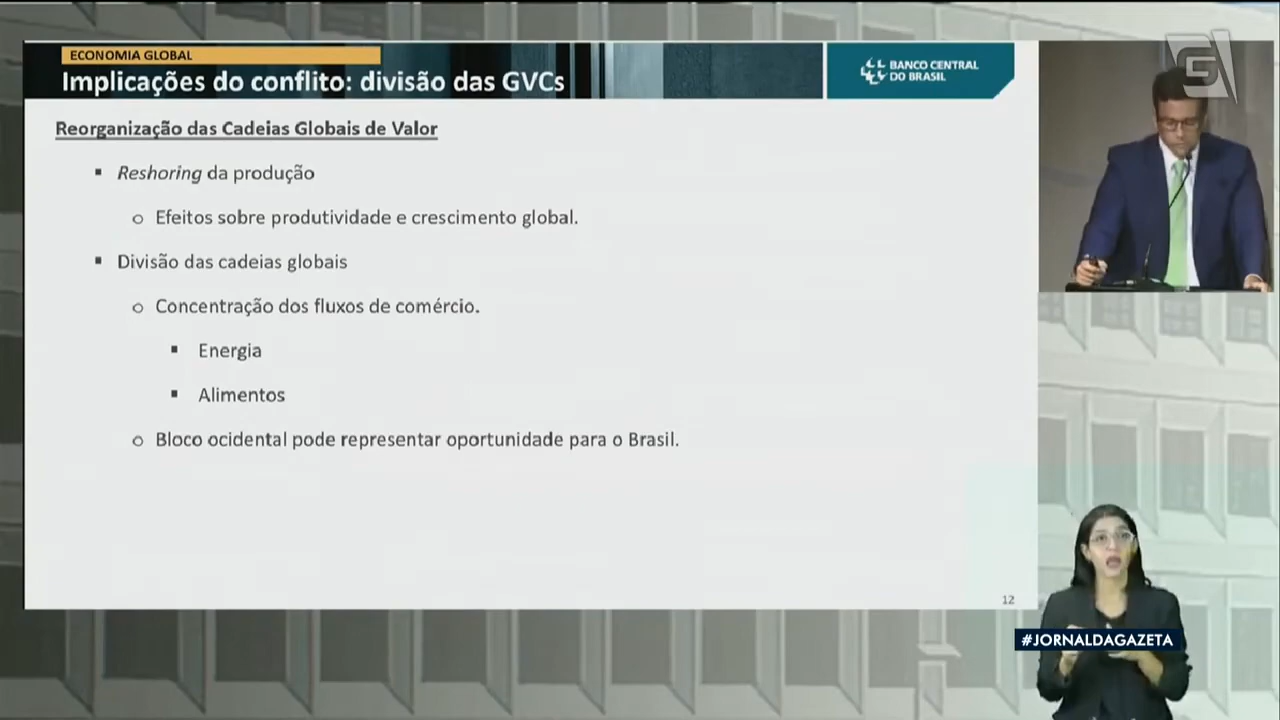 ECONOMIA GLOBAL
Implicações do conflito: divisão das GVCs
BANCO CENTRAL
DO BRASIL
Reorganização das Cadeias Globais de Valor
Reshoring da produção
Efeitos sobre produtividade e crescimento global.
Divisão das cadeias globais
Concentração dos fluxos de comércio.
Energia
Alimentos
Bloco ocidental pode representar oportunidade para o Brasil.
12
#JORNALDAGAZETA
G